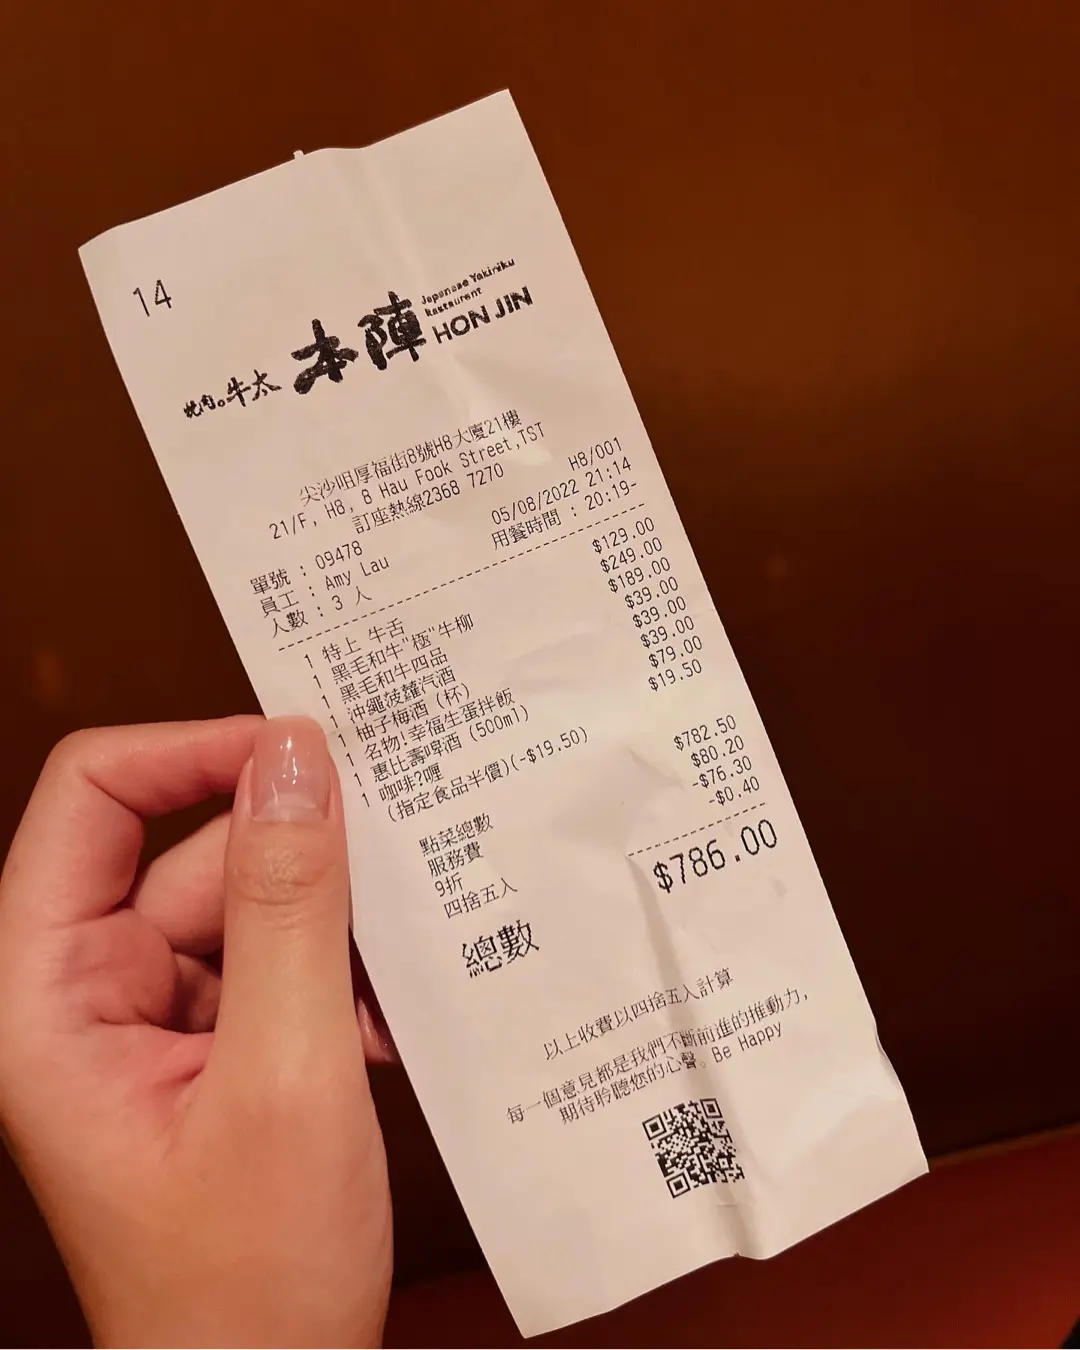 14
燒肉。牛太 本陣 Japanese Yakiniku Restaurant HON JIN
尖沙咀厚福街8號H8大廈21樓
21/F, H8, 8 Hau Fook Street,TST
訂座熱線2368 7270
H8/001
單號 : 09478 05/08/2022 21:14
員工 : Amy Lau 用餐時間 : 20:19-
人數 : 3 人
1 特上 牛舌 $129.00
1 黑毛和牛"極"牛柳 $249.00
1 黑毛和牛四品 $189.00
1 沖繩菠蘿汽酒 $39.00
1 柚子梅酒 (杯) $39.00
1 名物!幸福生蛋拌飯 $39.00
1 惠比壽啤酒 (500ml) $79.00
1 咖啡?喱 $19.50
(指定食品半價)(-$19.50)
點菜總數 $782.50
服務費 $80.20
9折 -$76.30
四捨五入 -$0.40
總數 $786.00
以上收費以四捨五入計算
每一個意見都是我們不斷前進的推動力,
期待聆聽您的心聲。Be Happy